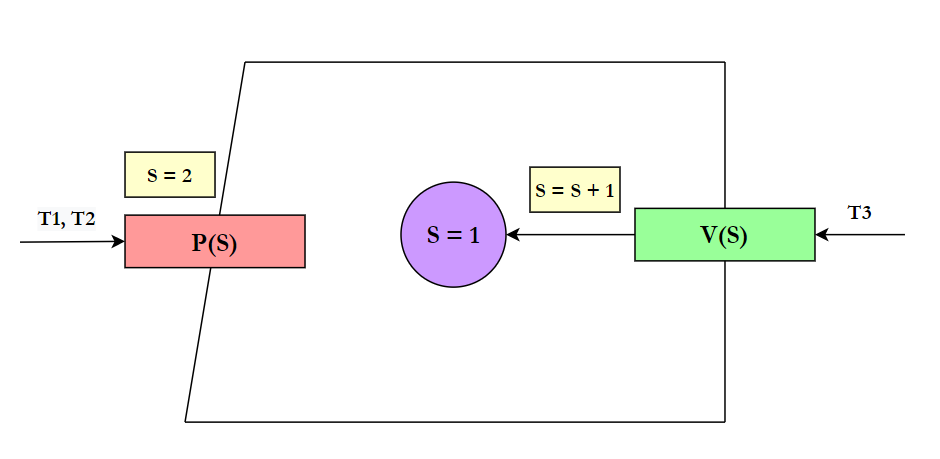 S = 2
T1, T2
P(S)
S = 1
S = S + 1
V(S)
T3